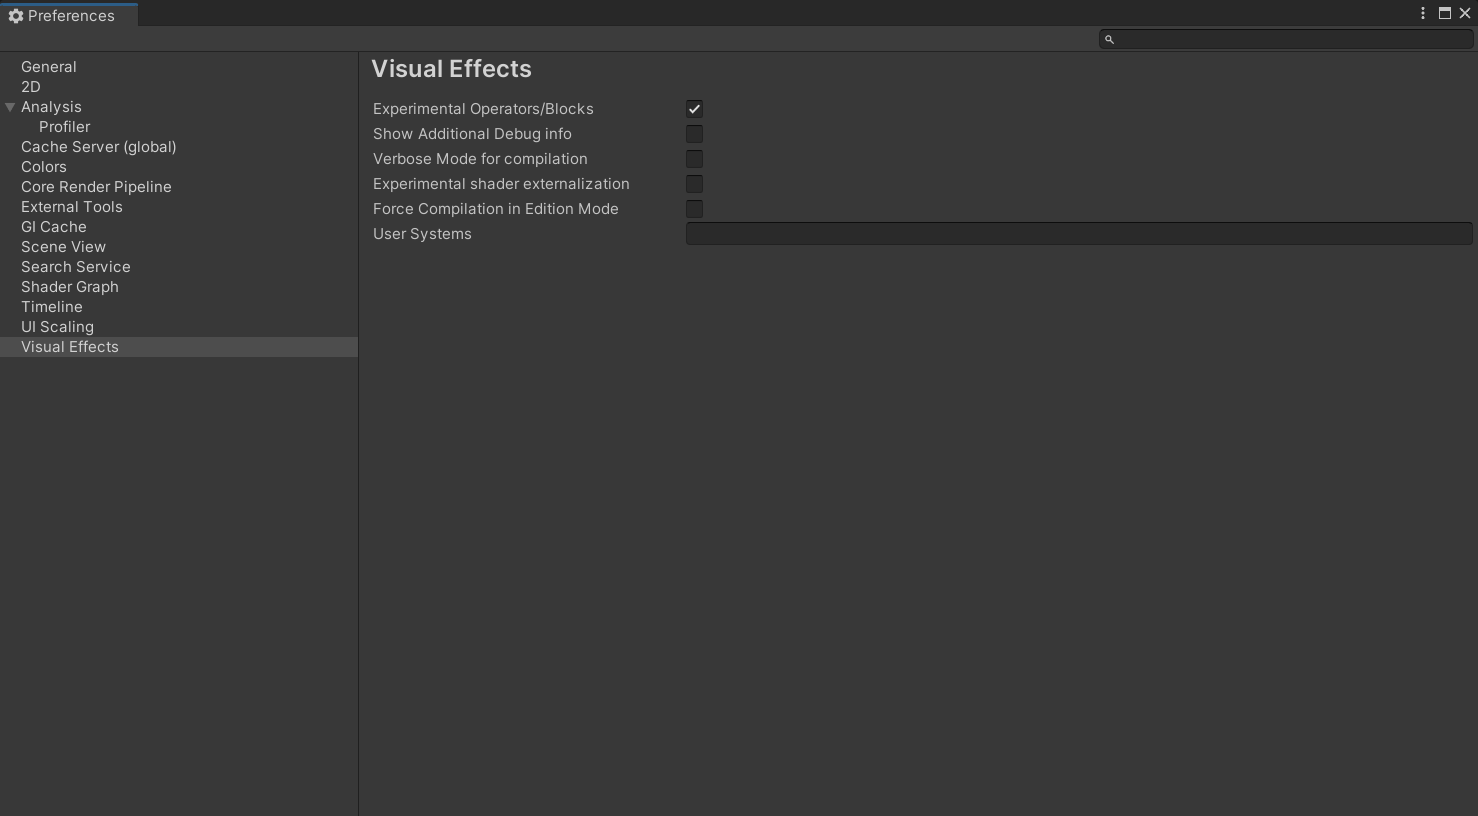 Preferences
General
2D
Analysis
Profiler
Cache Server (global)
Colors
Core Render Pipeline
External Tools
GI Cache
Scene View
Search Service
Shader Graph
Timeline
UI Scaling
Visual Effects
Visual Effects
Experimental Operators/Blocks
Show Additional Debug info
Verbose Mode for compilation
Experimental shader externalization
Force Compilation in Edition Mode
User Systems